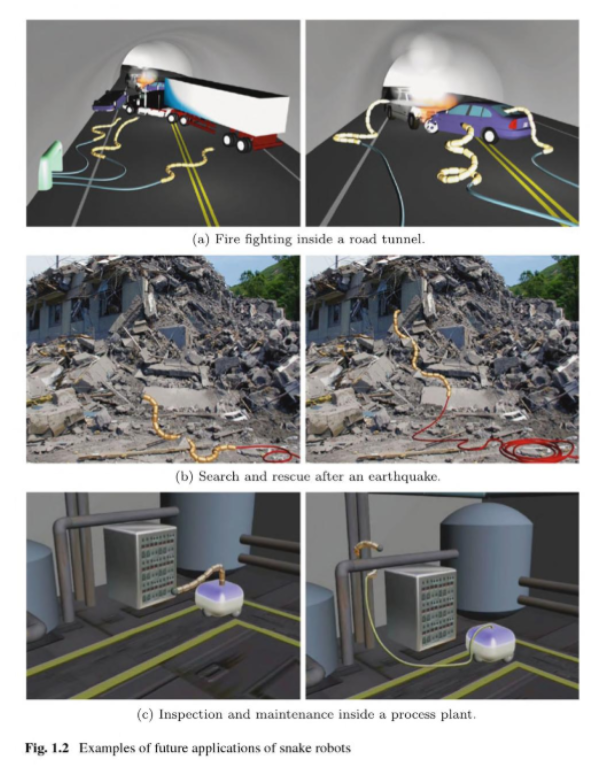 (a) Fire fighting inside a road tunnel.
(b) Search and rescue after an earthquake.
(c) Inspection and maintenance inside a process plant.
Fig. 1.2 Examples of future applications of snake robots